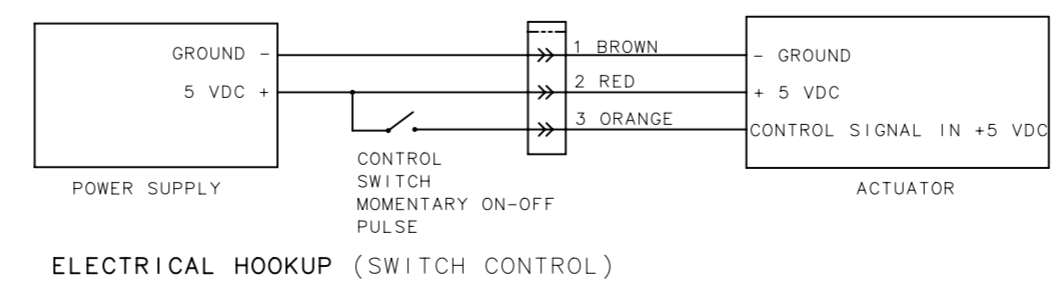 GROUND -
5 VDC +
1 BROWN
2 RED
3 ORANGE
- GROUND
+ 5 VDC
CONTROL SIGNAL IN +5 VDC
CONTROL
SWITCH
MOMENTARY ON-OFF
PULSE
POWER SUPPLY
ACTUATOR
ELECTRICAL HOOKUP (SWITCH CONTROL)